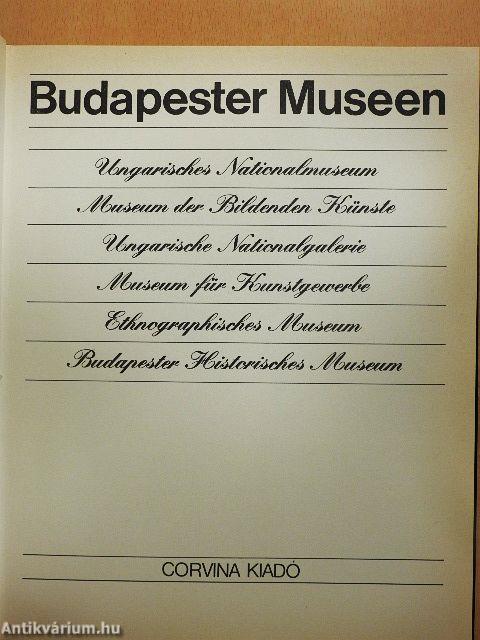 Budapester Museen
Ungarisches Nationalmuseum
Museum der Bildenden Künste
Ungarische Nationalgalerie
Museum für Kunstgewerbe
Ethnographisches Museum
Budapester Historisches Museum
CORVINA KIADÓ
Antikvárium.hu